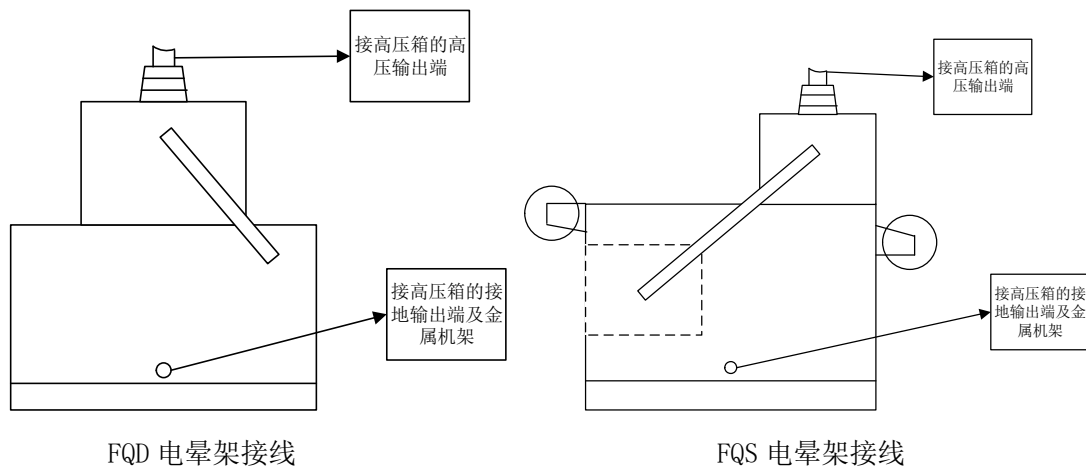 接高压箱的高
压输出端
接高压箱的接
地输出端及金
属机架
FQD 电晕架接线
接高压箱的高
压输出端
接高压箱的接
地输出端及金
属机架
FQS 电晕架接线